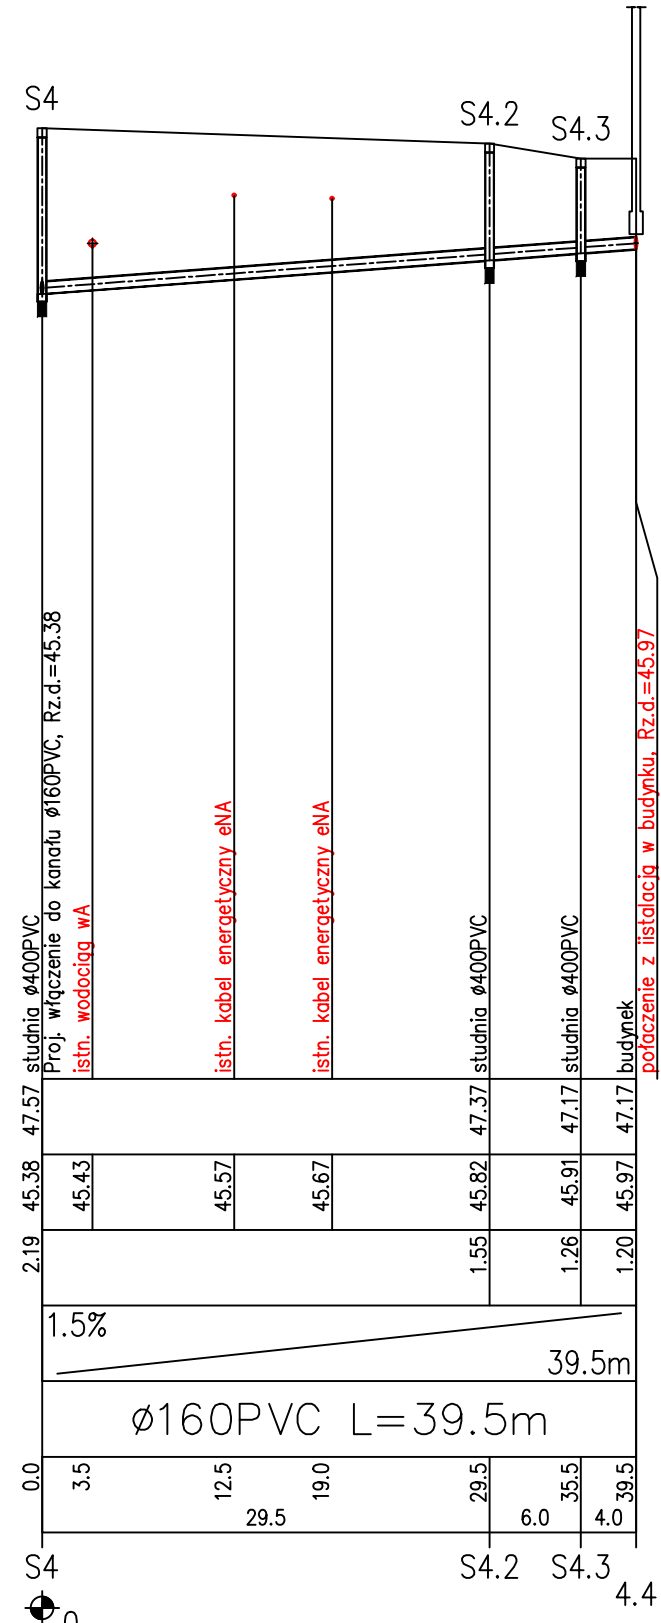 S4
S4.2
S4.3
studnia ø400PVC
Proj. włączenie do kanału ø160PVC, Rz.d.=45.38
istn. wodociąg wA
istn. kabel energetyczny eNA
istn. kabel energetyczny eNA
studnia ø400PVC
studnia ø400PVC
budynek
połaczenie z iistalacją w budynku, Rz.d.=45.97
47.57
47.37
47.17
47.17
45.38
45.43
45.57
45.67
45.82
45.91
45.97
2.19
1.55
1.26
1.20
1.5%
39.5m
ø160PVC L=39.5m
0.0
3.5
12.5
19.0
29.5
35.5
39.5
29.5
6.0
4.0
S4
S4.2
S4.3
4.4
0